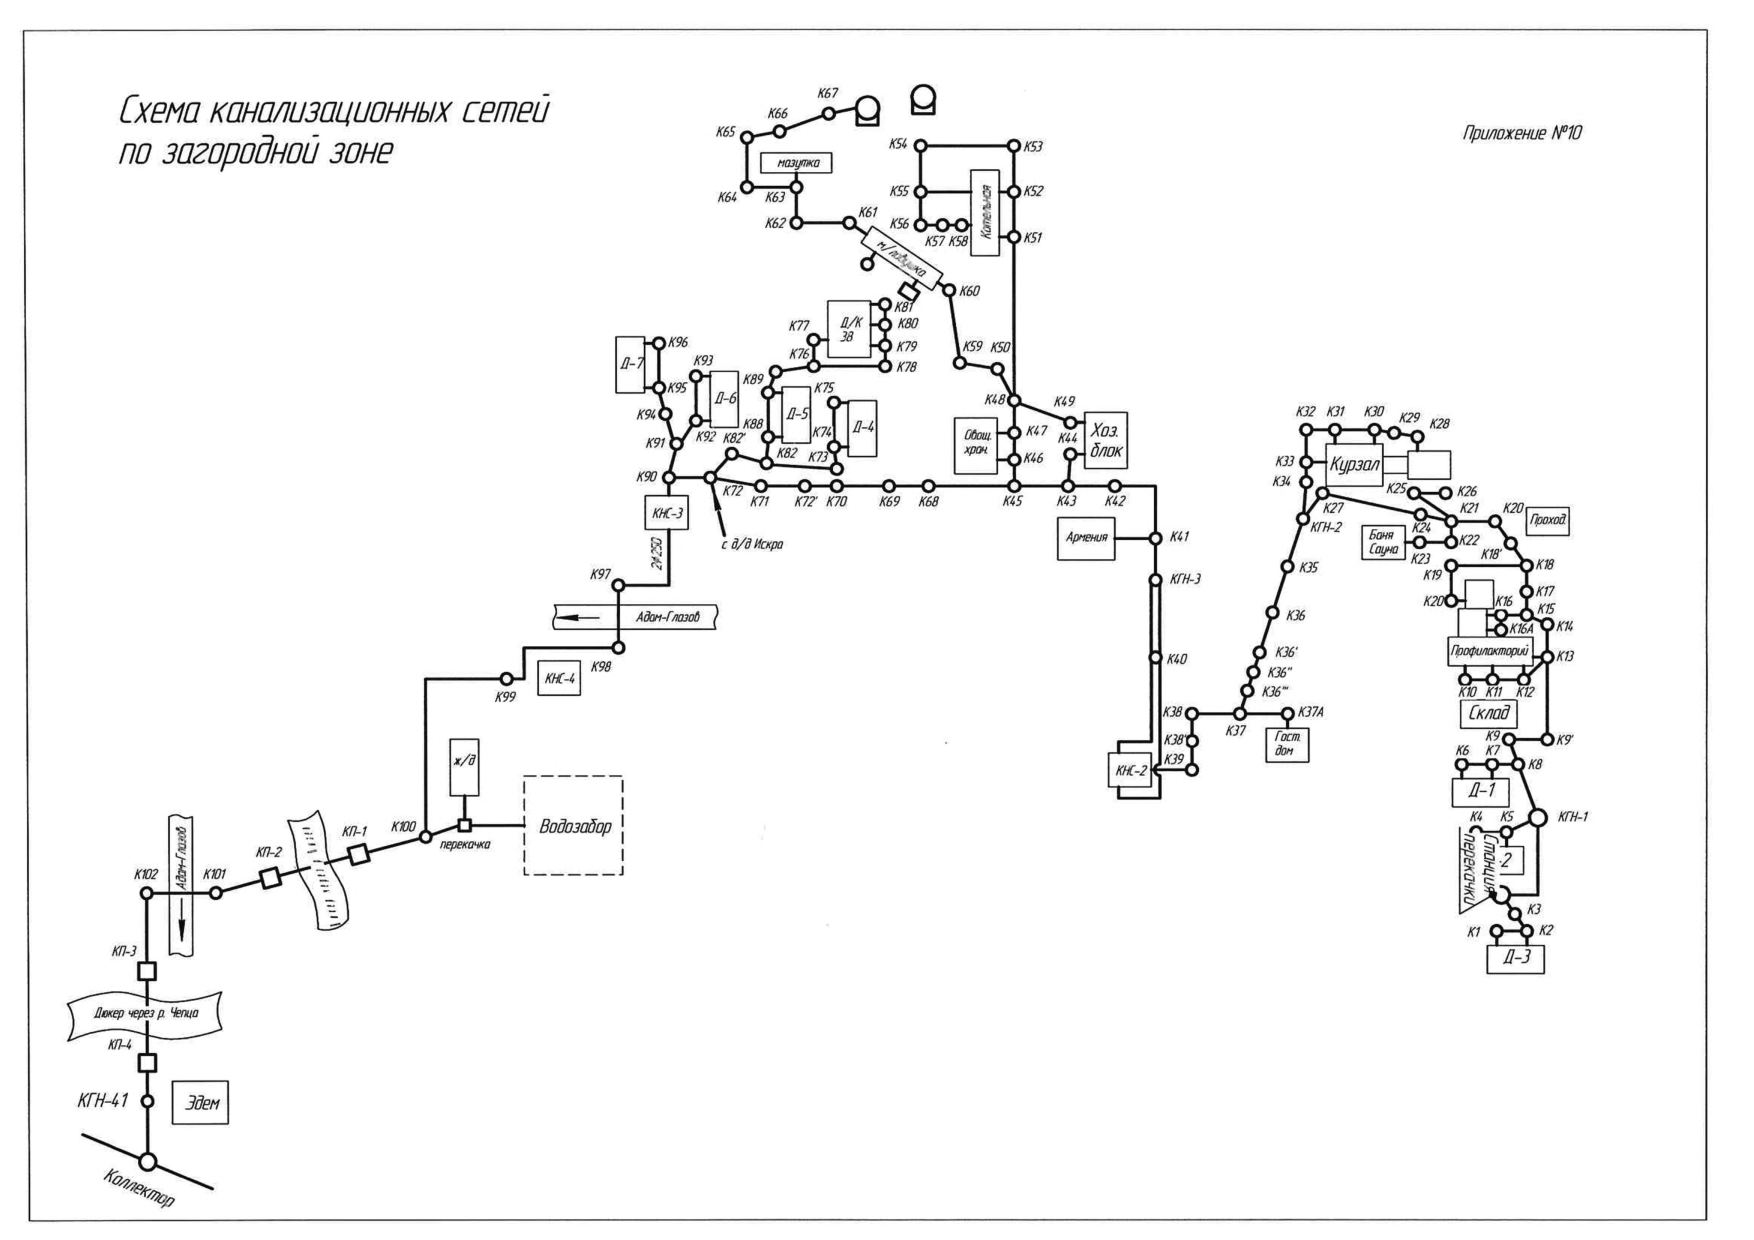 Схема канализационных сетей
по загородной зоне
Приложение №10
К67
К66
К65
мазутка
К64
К63
К62
К61
м/ловушка
К60
К54
К53
К55
К52
К56
К57
К58
Котельная
К51
К59
К50
К48
К49
К47
К44
К46
Хоз.
блок
Овощ.
хран.
К45
К43
К42
К81
К80
К79
К78
Д/К
38
К77
К76
К89
К75
К88
Д-5
К74
Д-4
К73
К82
К82'
К96
Д-7
К95
К93
Д-6
К94
К92
К91
К90
К72
К71
К72'
К70
К69
К68
КНС-3
с д/д Искра
2ф250
К97
Адам-Глазов
К98
КНС-4
К99
Армения
К41
КГН-3
К40
КНС-2
К39
К38'
К38
К37
К37А
Гост.
дом
К36'''
К36''
К36'
К36
К35
КГН-2
К27
К34
К33
К32
К31
К30
К29
К28
Курзал
К25
К26
К24
К21
К20
Проход.
Баня
Сауна
К23
К22
К18'
К18
К19
К20
К17
К16
К15
К16А
К14
Профилакторий
К13
К10
К11
К12
Склад
К9
К9'
К6
К7
К8
Д-1
К4
К5
КГН-1
Станция
перекачки
-2
К3
К1
К2
Д-3
ж/д
Водозабор
перекачка
К100
КП-1
КП-2
К101
Адам-Глазов
К102
КП-3
Дюкер через р. Чепца
КП-4
КГН-41
Эдем
Коллектор